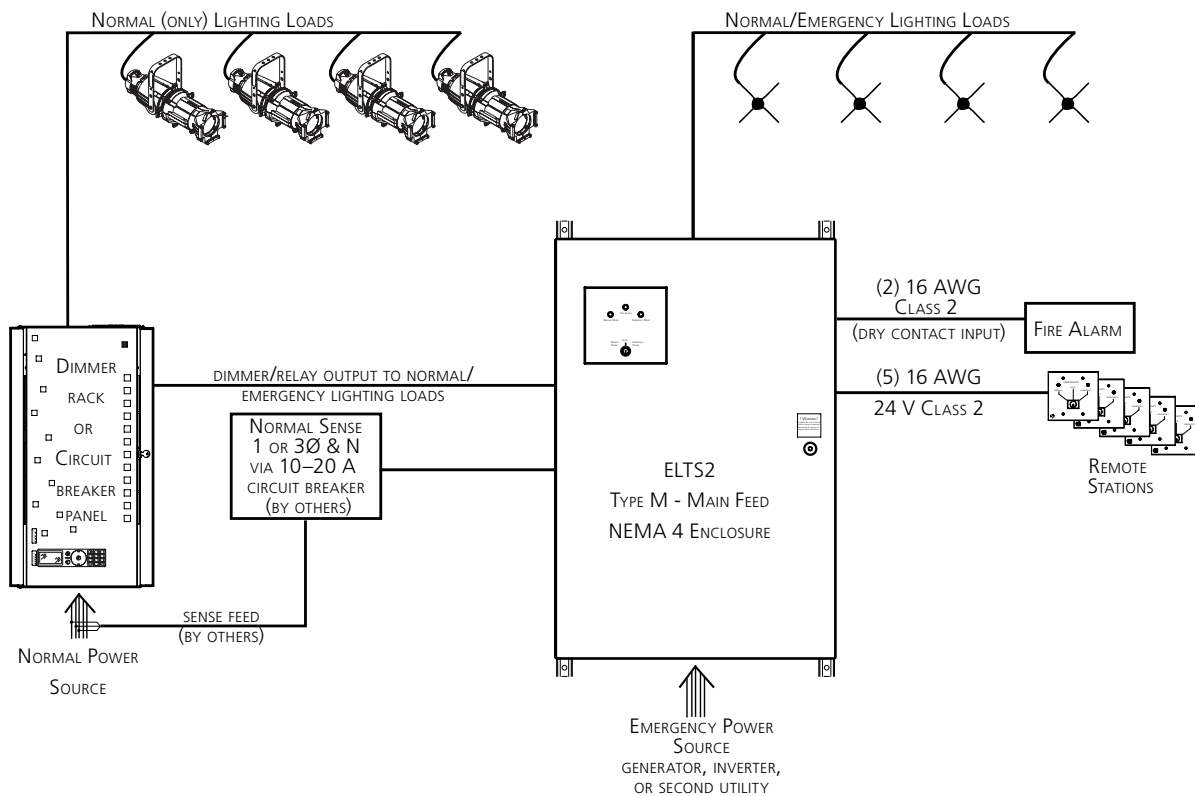 Normal (only) Lighting Loads
Normal/Emergency Lighting Loads
(2) 16 AWG
Class 2
(dry contact input)
Fire Alarm
Dimmer
rack
or
Circuit
breaker
panel
dimmer/relay output to normal/
emergency lighting loads
(5) 16 AWG
24 V Class 2
Normal Sense
1 or 3Ø & N
via 10–20 A
circuit breaker
(by others)
ELTS2
Type M - Main Feed
NEMA 4 Enclosure
Remote
Stations
sense feed
(by others)
Normal Power
Source
Emergency Power
Source
generator, inverter,
or second utility